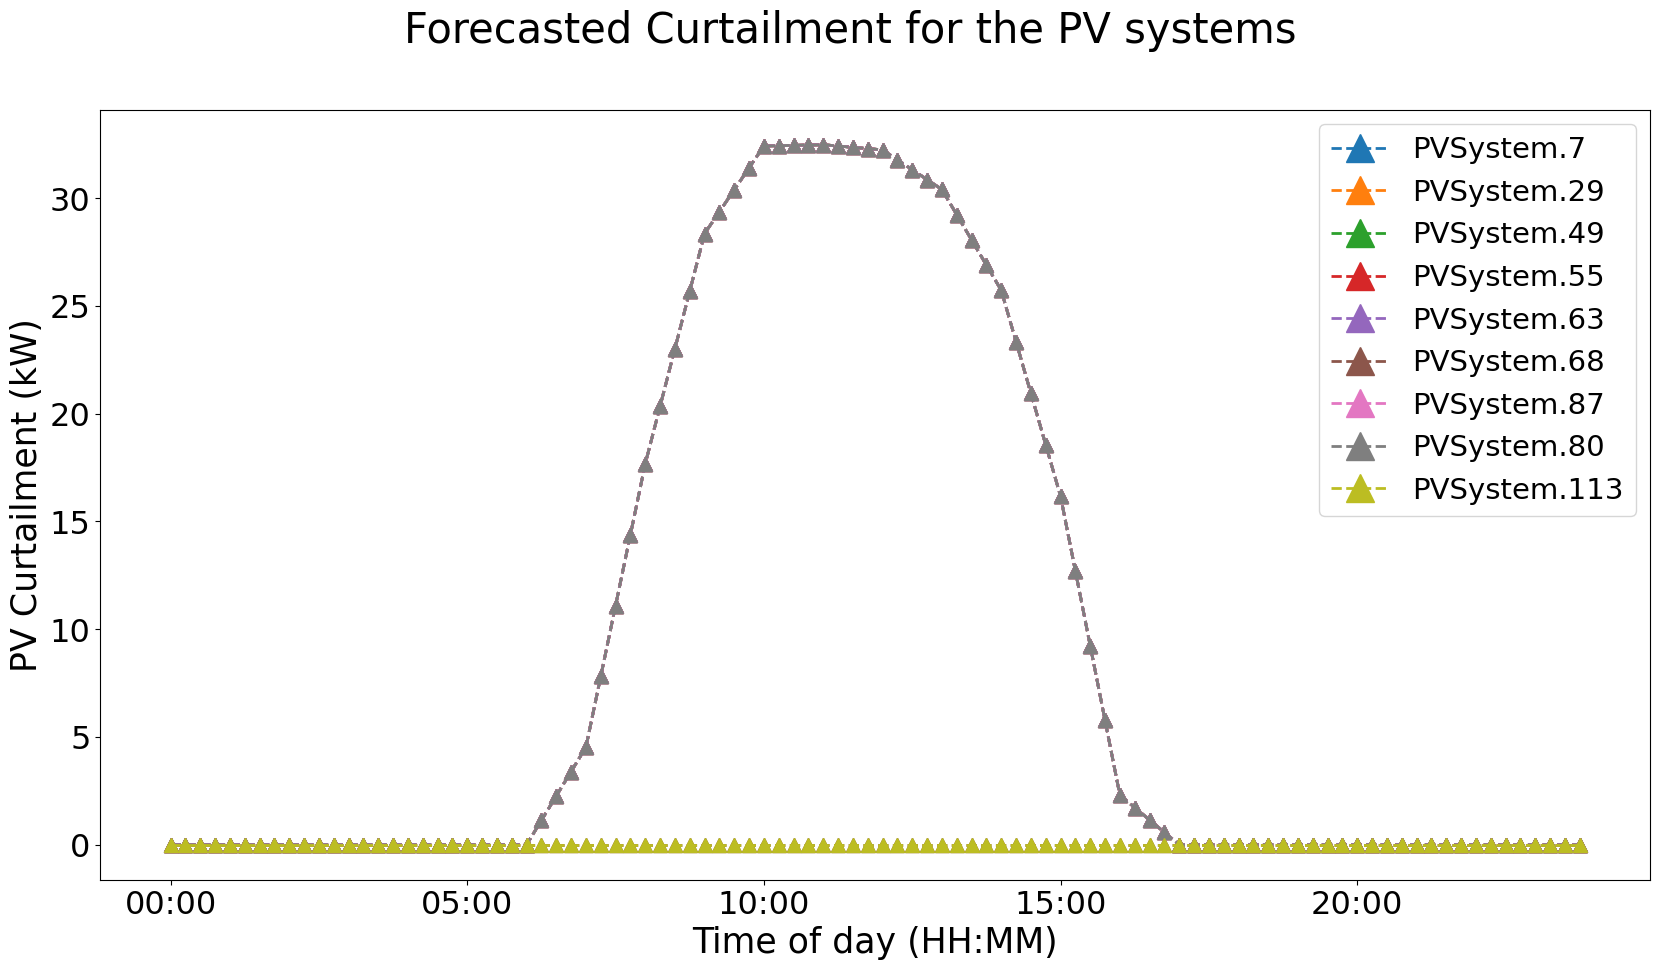 Forecasted Curtailment for the PV systems
PV Curtailment (kW)
30
25
20
15
10
5
0
00:00 05:00 10:00 15:00 20:00
Time of day (HH:MM)
PVSystem.7
PVSystem.29
PVSystem.49
PVSystem.55
PVSystem.63
PVSystem.68
PVSystem.87
PVSystem.80
PVSystem.113